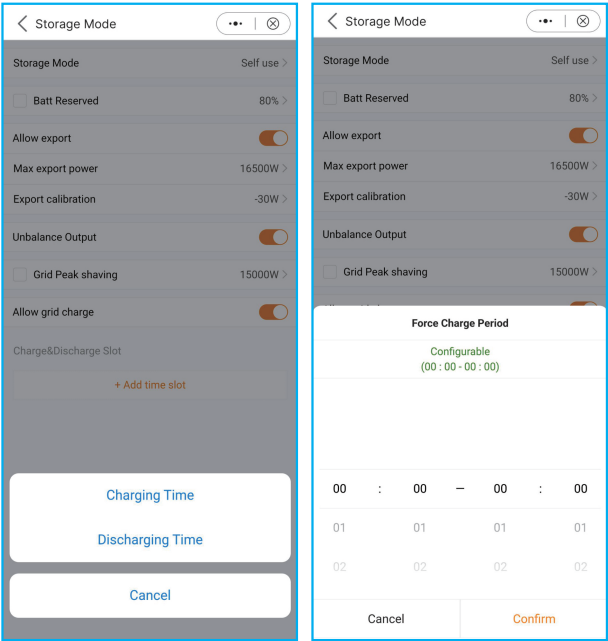 Storage Mode
Storage Mode Self use >
Batt Reserved 80% >
Allow export
Max export power 16500W >
Export calibration -30W >
Unbalance Output
Grid Peak shaving 15000W >
Allow grid charge
Charge&Discharge Slot
+ Add time slot
Charging Time
Discharging Time
Cancel
Storage Mode
Storage Mode Self use >
Batt Reserved 80% >
Allow export
Max export power 16500W >
Export calibration -30W >
Unbalance Output
Grid Peak shaving 15000W >
Force Charge Period
Configurable
(00 : 00 - 00 : 00)
00 : 00 — 00 : 00
01 01 01 01
02 02 02 02
Cancel Confirm